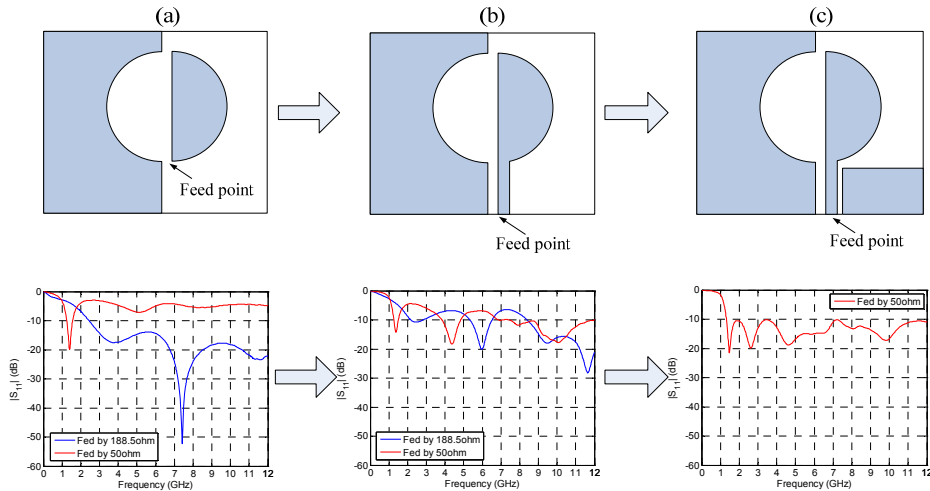 (a)
(b)
(c)
Feed point
Feed point
Feed point
0
-10
-20
-30
-40
-50
-60
|S11| (dB)
0 1 2 3 4 5 6 7 8 9 10 11 12
Frequency (GHz)
Fed by 188.5ohm
Fed by 50ohm
0
-10
-20
-30
-40
-50
-60
|S11| (dB)
0 1 2 3 4 5 6 7 8 9 10 11 12
Frequency (GHz)
Fed by 188.5ohm
Fed by 50ohm
0
-10
-20
-30
-40
-50
-60
|S11| (dB)
0 1 2 3 4 5 6 7 8 9 10 11 12
Frequency (GHz)
Fed by 50ohm